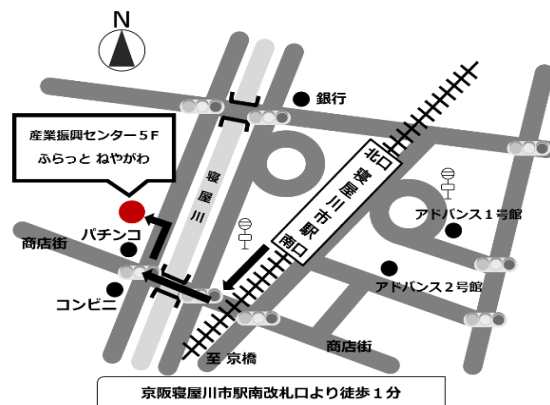 N
銀行
産業振興センター５Ｆ
ふらっと ねやがわ
寝屋川
北口
寝屋川市駅
南口
アドバンス１号館
商店街
パチンコ
アドバンス２号館
コンビニ
商店街
至 京橋
京阪寝屋川市駅南改札口より徒歩１分